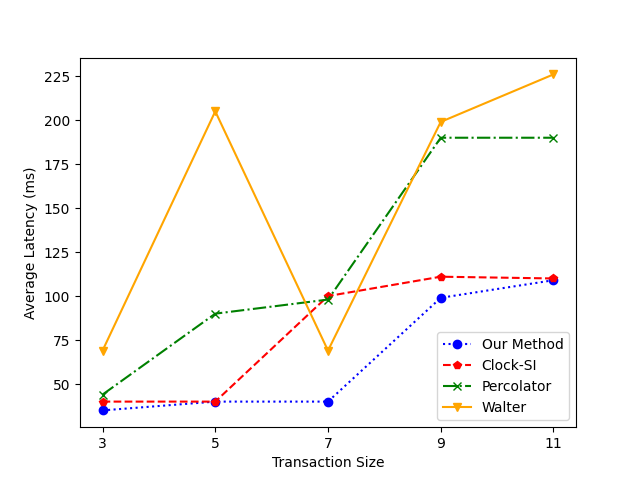 225
200
175
150
125
100
75
50
Average Latency (ms)
3
5
7
9
11
Transaction Size
Our Method
Clock-SI
Percolator
Walter